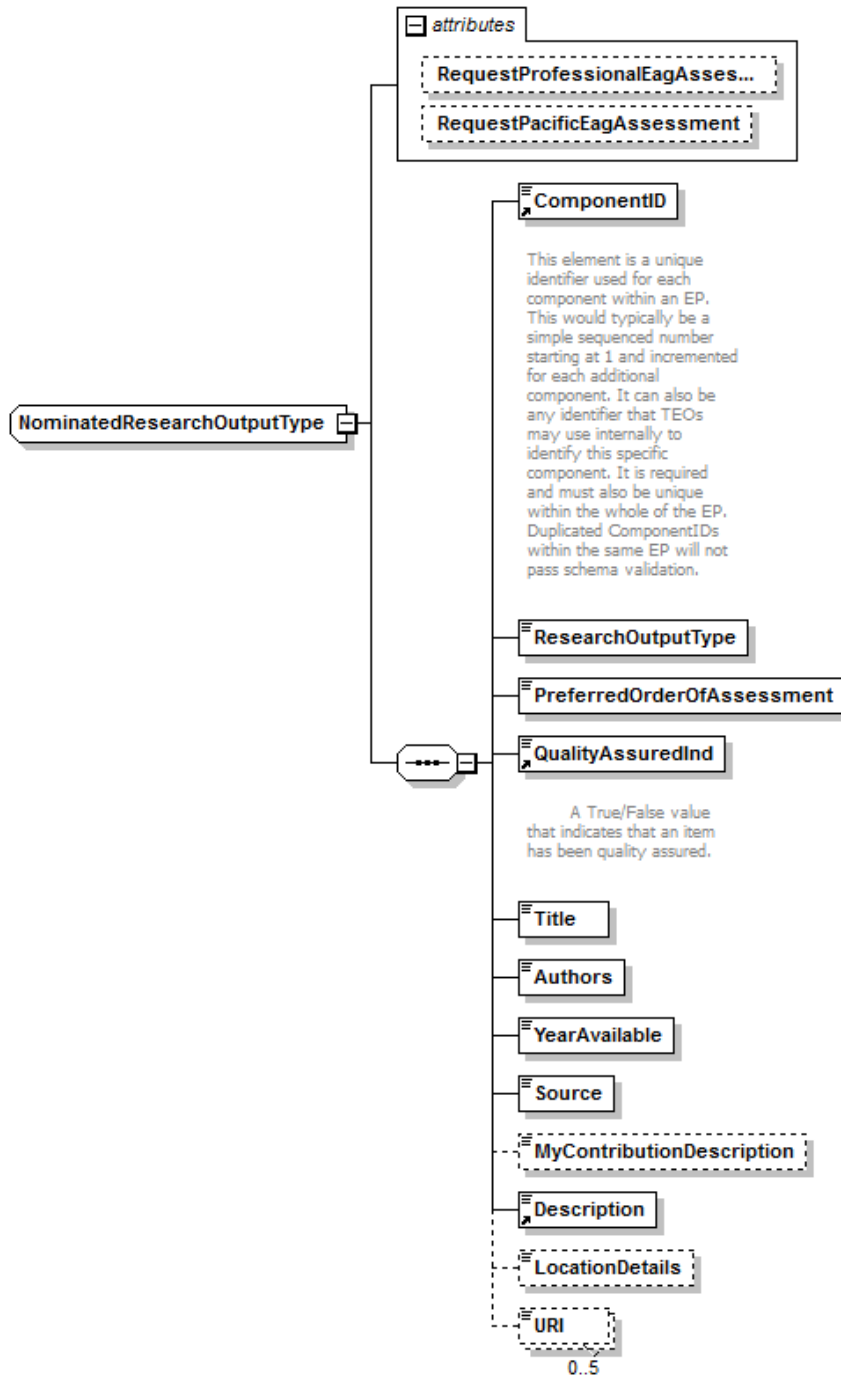 attributes
RequestProfessionalEagAsses...
RequestPacificEagAssessment
NominatedResearchOutputType
ComponentID
This element is a unique
identifier used for each
component within an EP.
This would typically be a
simple sequenced number
starting at 1 and incremented
for each additional
component. It can also be
any identifier that TEOs
may use internally to
identify this specific
component. It is required
and must also be unique
within the whole of the EP.
Duplicated ComponentIDs
within the same EP will not
pass schema validation.
ResearchOutputType
PreferredOrderOfAssessment
QualityAssuredInd
A True/False value
that indicates that an item
has been quality assured.
Title
Authors
YearAvailable
Source
MyContributionDescription
Description
LocationDetails
URI
0..5